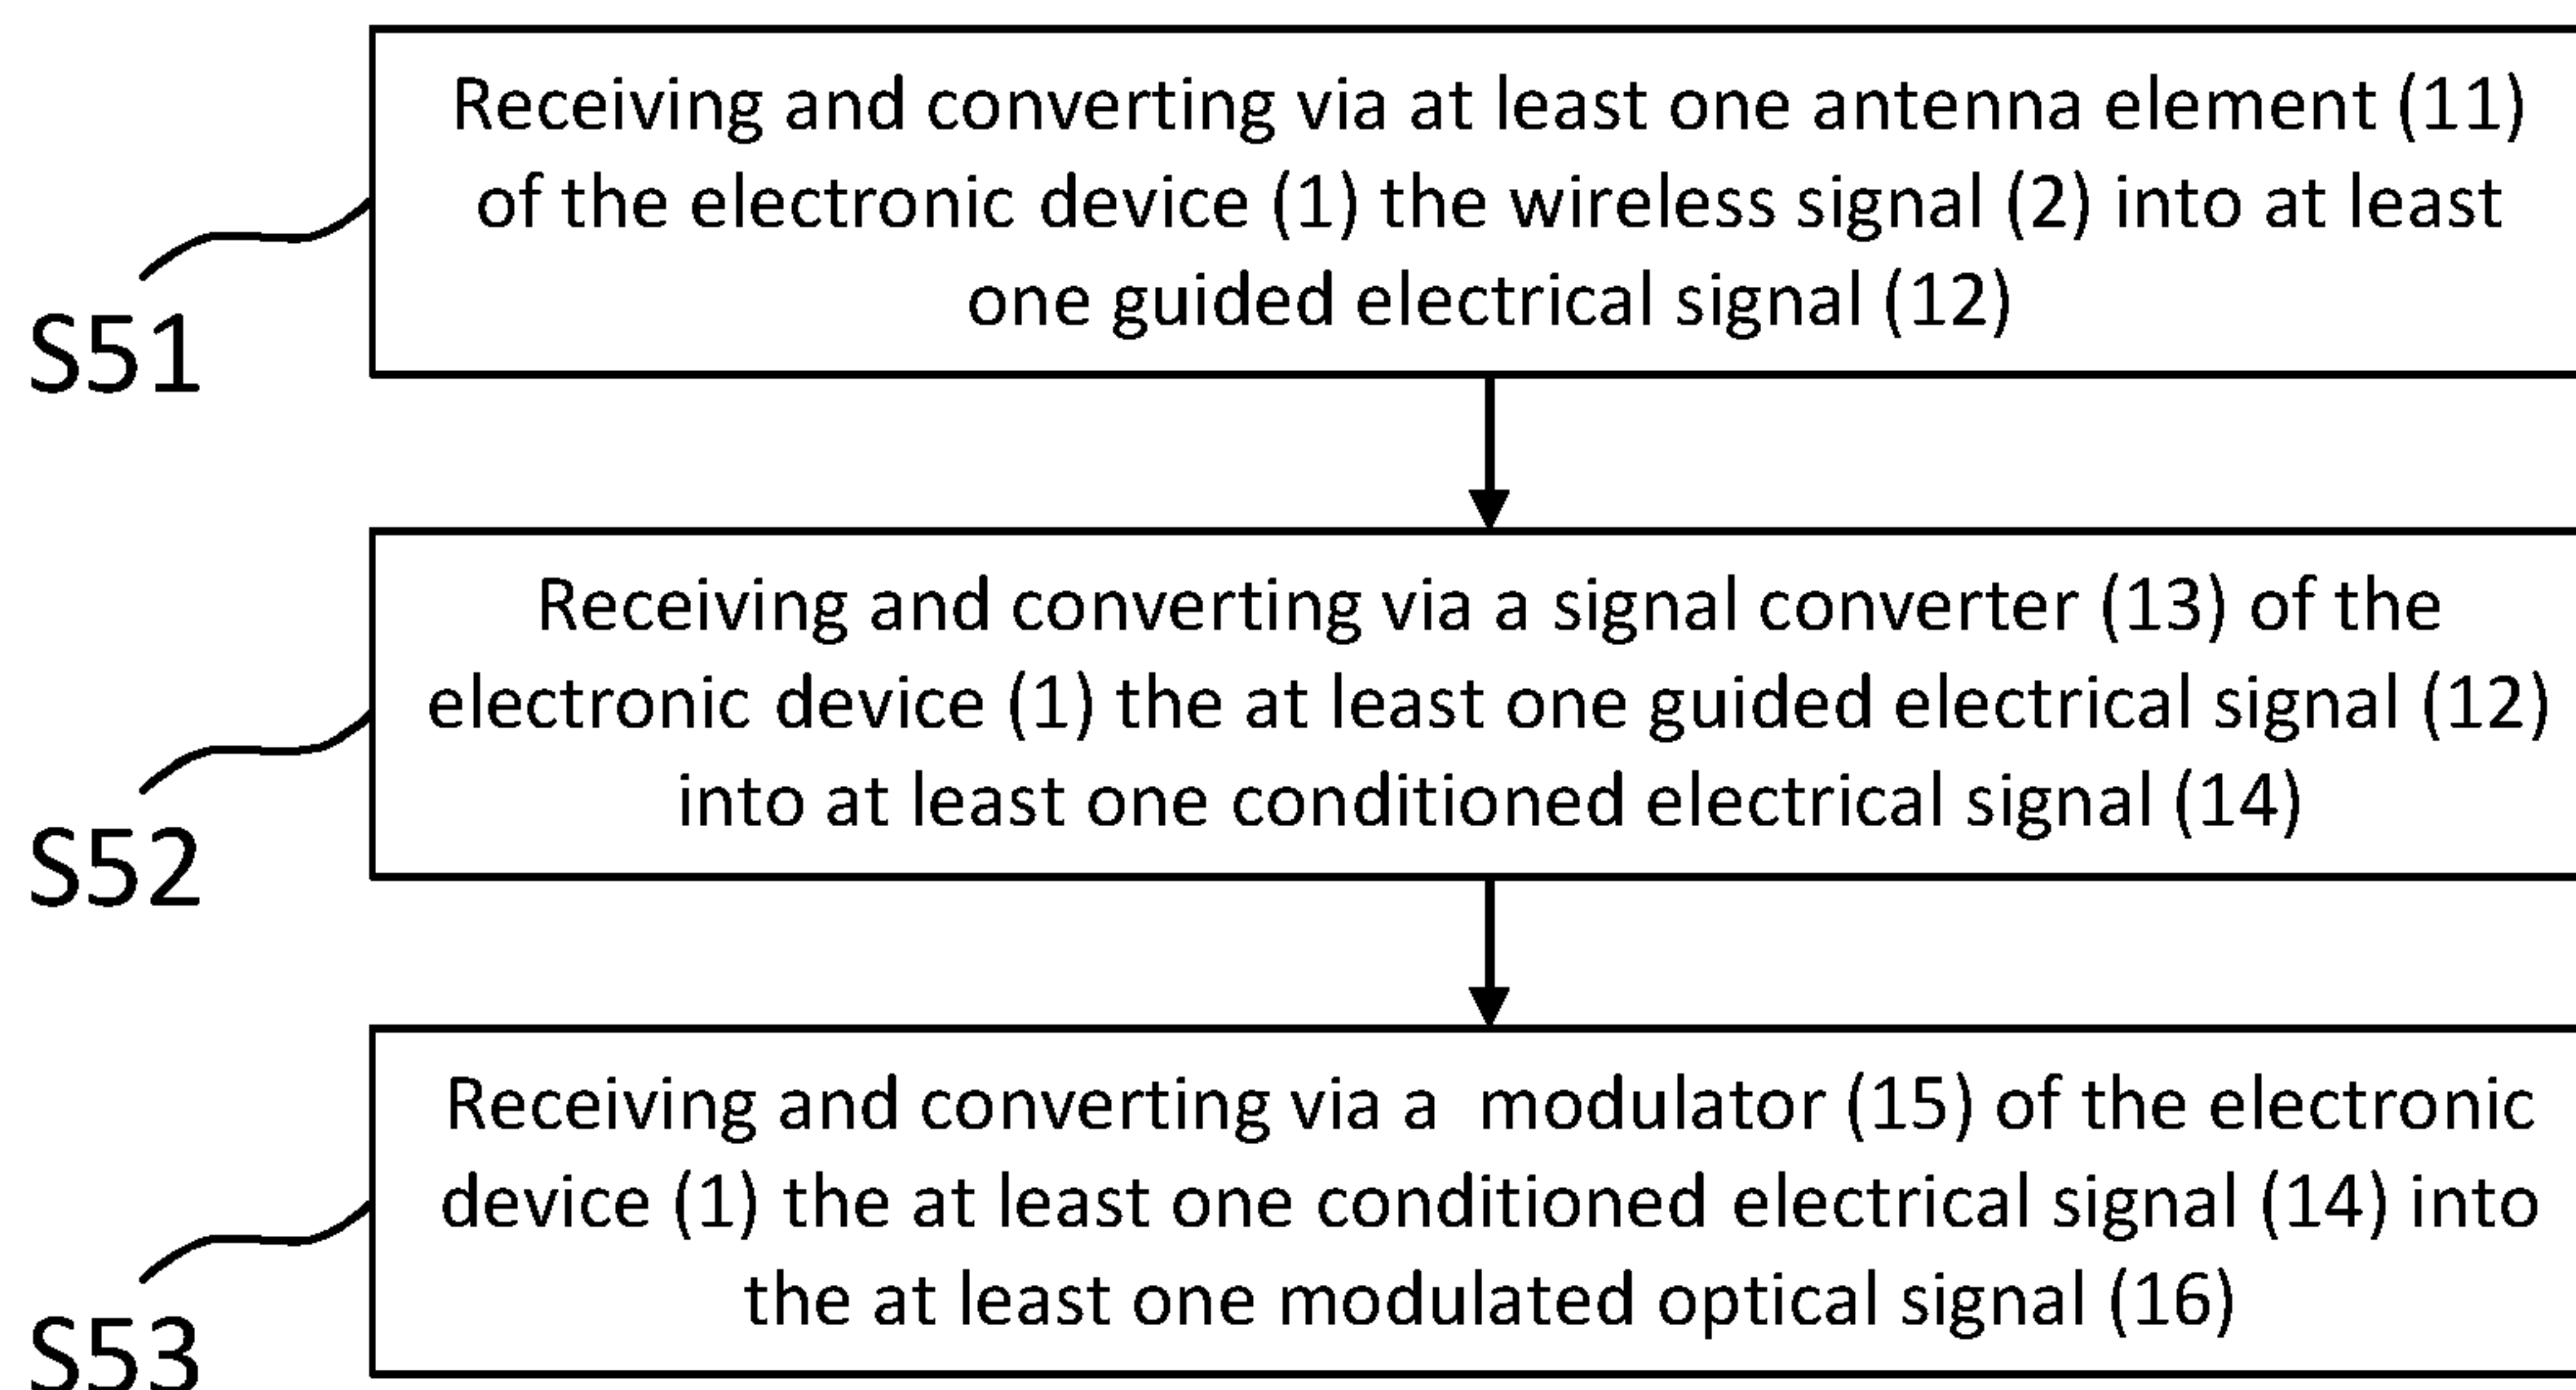 Receiving and converting via at least one antenna element (11)
of the electronic device (1) the wireless signal (2) into at least
one guided electrical signal (12)
S51
Receiving and converting via a signal converter (13) of the
electronic device (1) the at least one guided electrical signal (12)
into at least one conditioned electrical signal (14)
S52
Receiving and converting via a  modulator (15) of the electronic
device (1) the at least one conditioned electrical signal (14) into
the at least one modulated optical signal (16)
S53